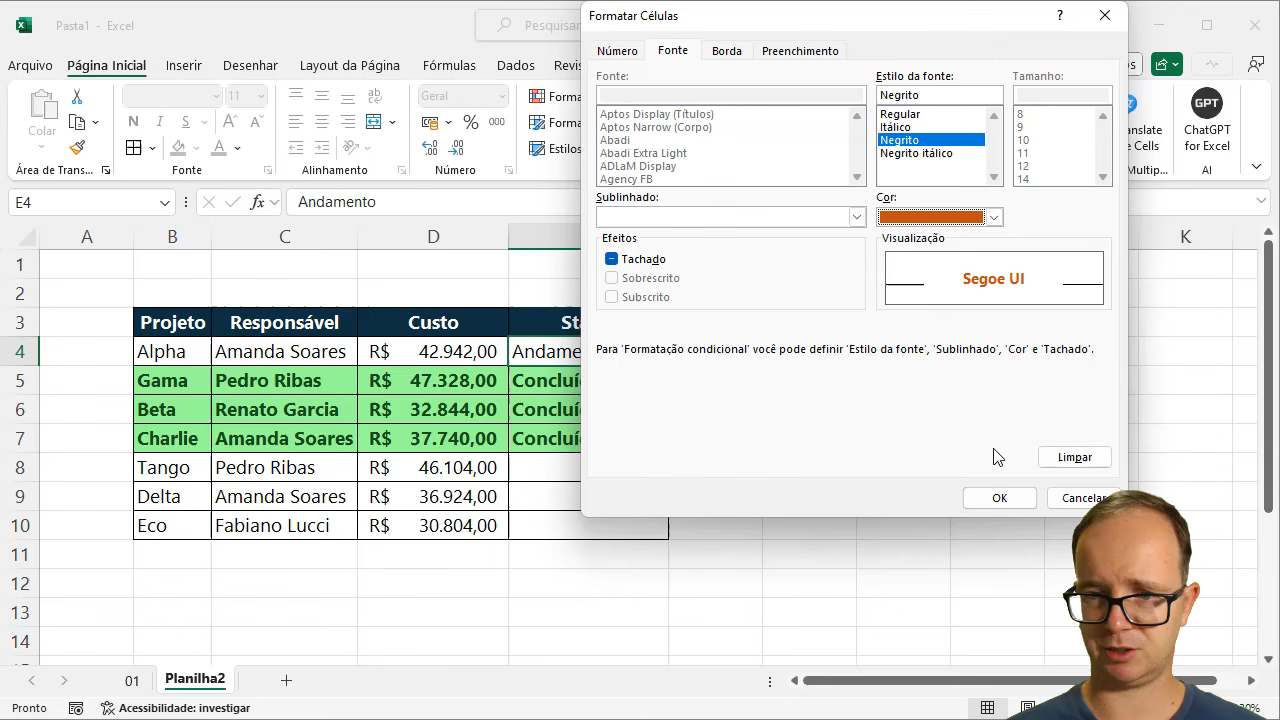 Pasta1 - Excel
Pesquisar
Arquivo Página Inicial Inserir Desenhar Layout da Página Fórmulas Dados
Colar
Área de Trans...
11
N I S
Fonte
ab
Alinhamento
Geral
% 000
Número
Forma
Forma
Estilos
Translate
Cells
Multip...
GPT
ChatGPT
for Excel
AI
E4
fx
Andamento
A B C D K
1
2
3 Projeto Responsável Custo
4 Alpha Amanda Soares R$ 42.942,00
5 Gama Pedro Ribas R$ 47.328,00
6 Beta Renato Garcia R$ 32.844,00
7 Charlie Amanda Soares R$ 37.740,00
8 Tango Pedro Ribas R$ 46.104,00
9 Delta Amanda Soares R$ 36.924,00
10 Eco Fabiano Lucci R$ 30.804,00
11
12
13
14
01 Planilha2
Pronto
Acessibilidade: investigar
Formatar Células
?
Número Fonte Borda Preenchimento
Fonte:
Aptos Display (Títulos)
Aptos Narrow (Corpo)
Abadi
Abadi Extra Light
ADLaM Display
Agency FB
Estilo da fonte:
Negrito
Regular
Itálico
Negrito
Negrito itálico
Tamanho:
8
9
10
11
12
14
Sublinhado:
Cor:
Efeitos
Tachado
Sobrescrito
Subscrito
Visualização
Segoe UI
Para 'Formatação condicional' você pode definir 'Estilo da fonte', 'Sublinhado', 'Cor' e 'Tachado'.
Limpar
OK
Cancelar